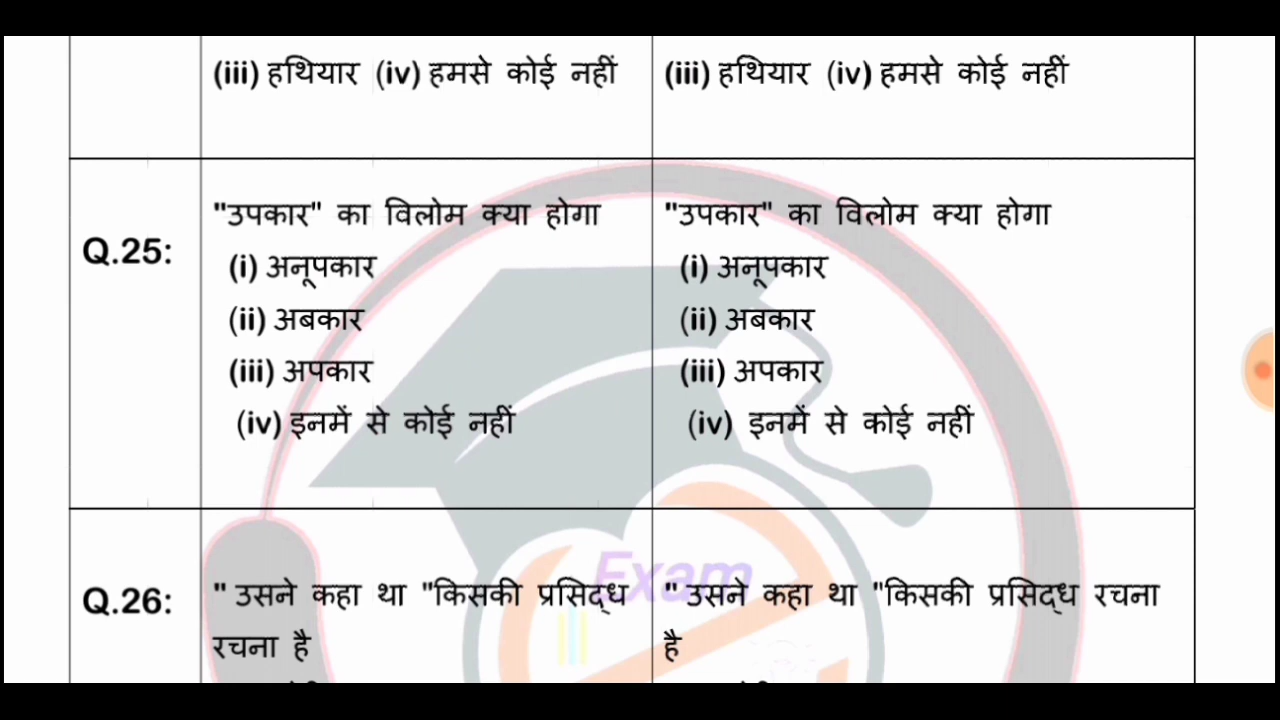 (iii) हथियार (iv) हमसे कोई नहीं
(iii) हथियार (iv) हमसे कोई नहीं
Q.25:
"उपकार" का विलोम क्या होगा
(i) अनूपकार
(ii) अबकार
(iii) अपकार
(iv) इनमें से कोई नहीं
"उपकार" का विलोम क्या होगा
(i) अनूपकार
(ii) अबकार
(iii) अपकार
(iv) इनमें से कोई नहीं
Q.26:
" उसने कहा था "किसकी प्रसिद्ध
रचना है
" उसने कहा था "किसकी प्रसिद्ध रचना
है
Exam